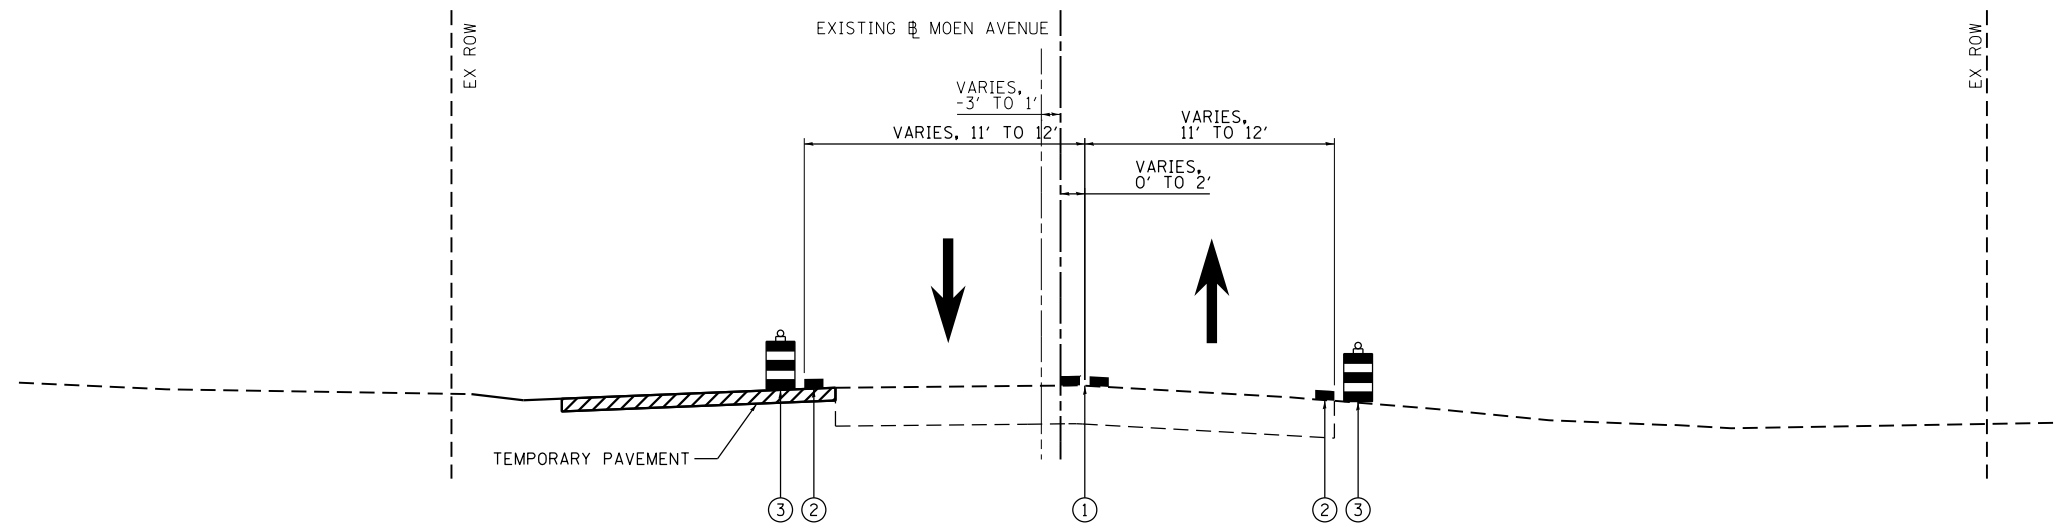 EX ROW
EXISTING ⅊ MOEN AVENUE
EX ROW
VARIES,
-3' TO 1'
VARIES, 11' TO 12'
VARIES,
11' TO 12'
VARIES,
0' TO 2'
TEMPORARY PAVEMENT
3
2
1
2
3